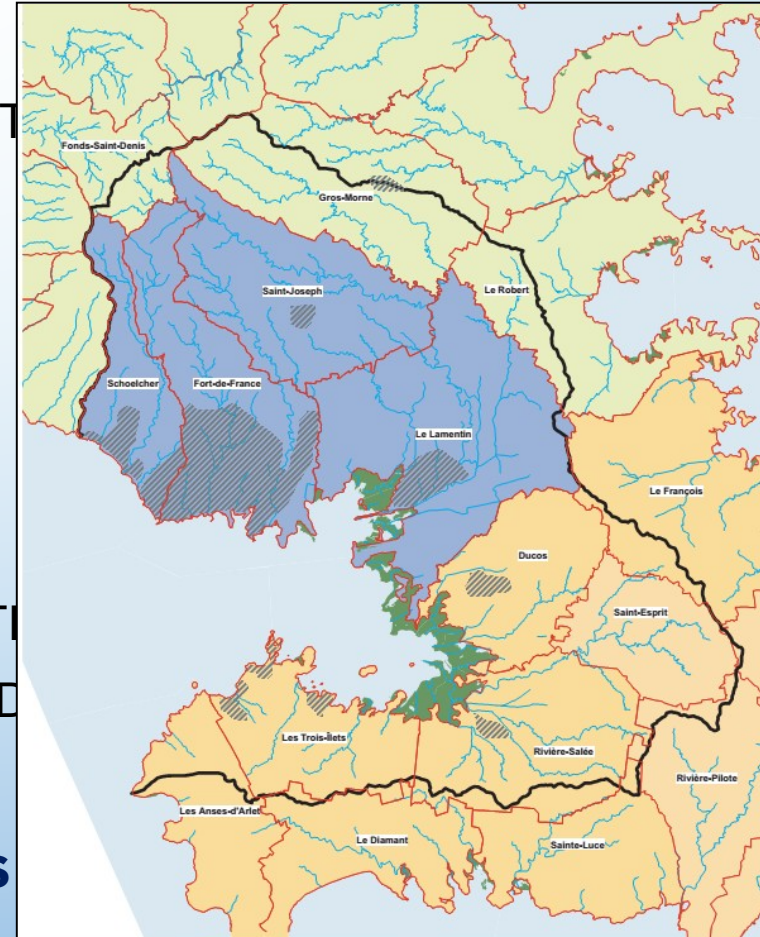 T
Fonds-Saint-Denis
Gros-Morne
Saint-Joseph
Le Robert
Schoelcher
Fort-de-France
Le Lamentin
Le François
Ducos
Saint-Esprit
Les Trois-Îlets
Rivière-Salée
Rivière-Pilote
Les Anses-d'Arlet
Le Diamant
Sainte-Luce
s